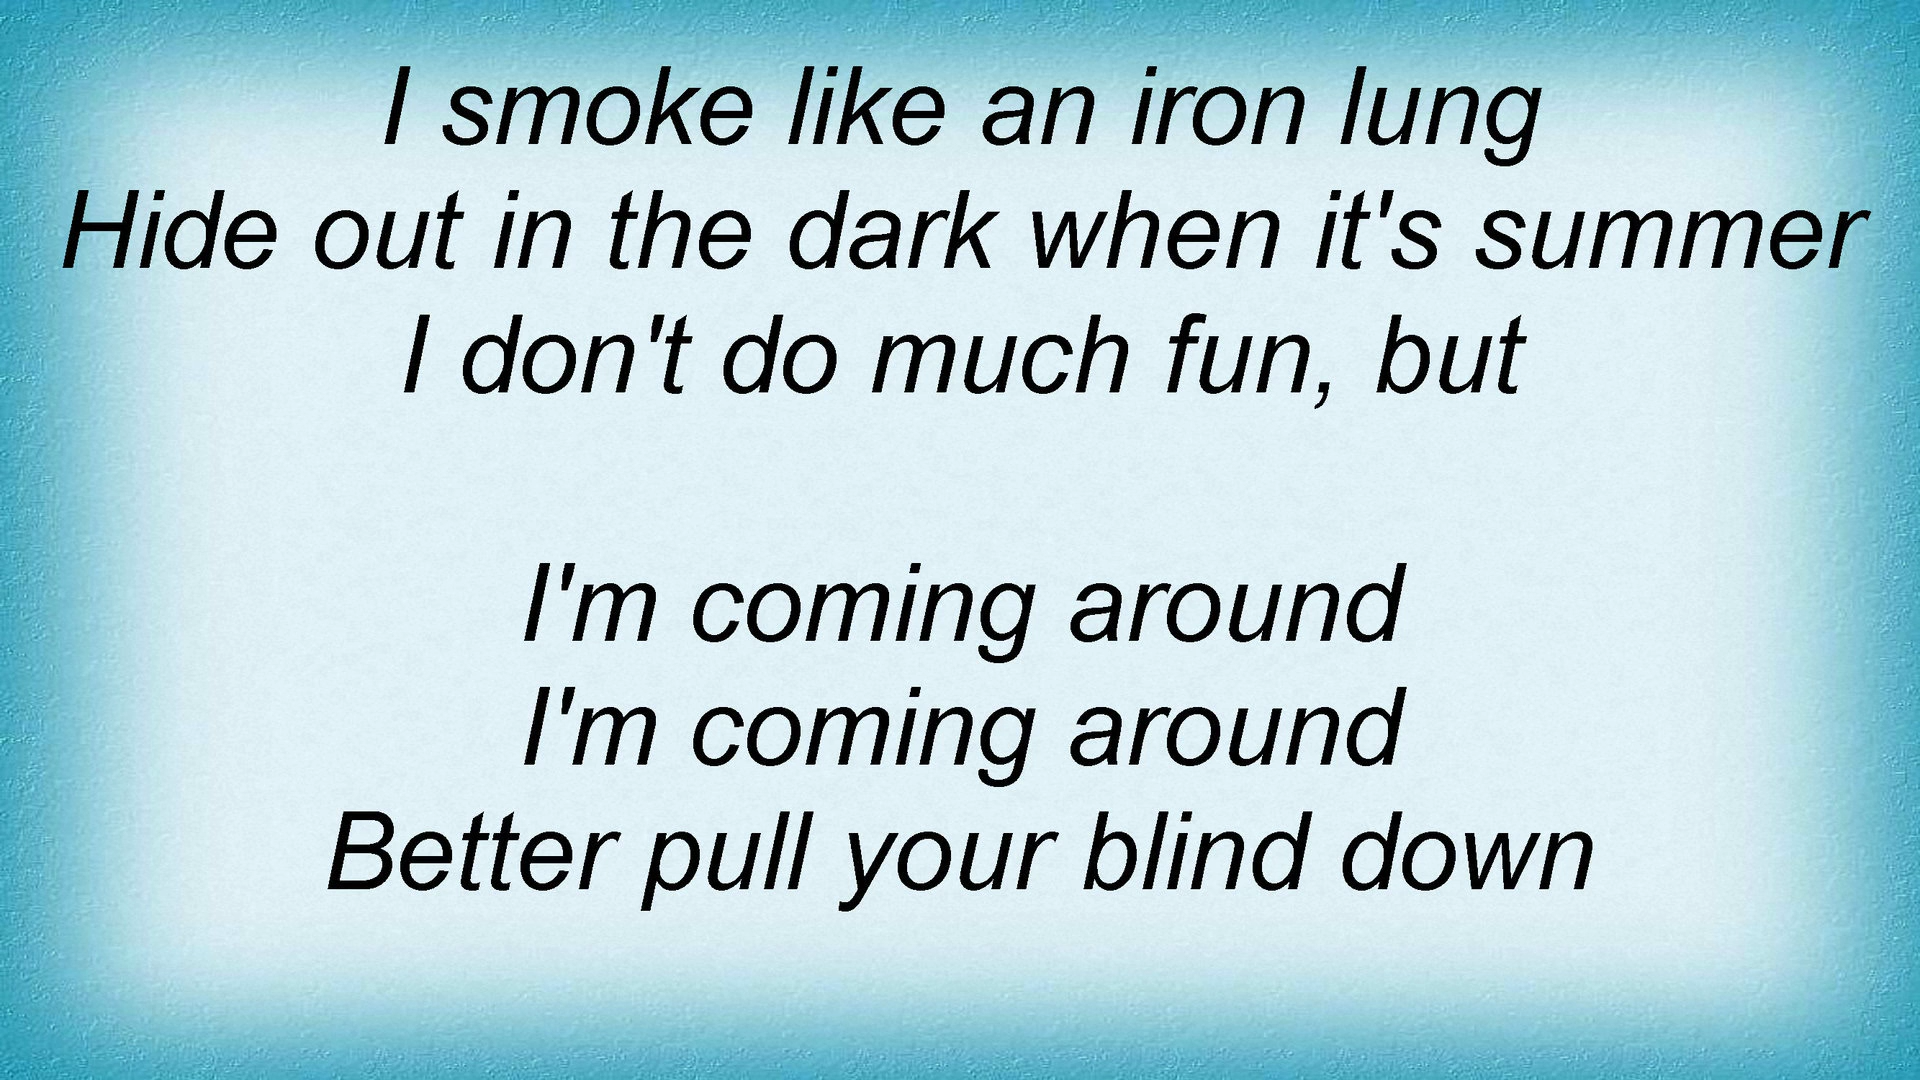 I smoke like an iron lung
Hide out in the dark when it's summer
I don't do much fun, but
I'm coming around
I'm coming around
Better pull your blind down